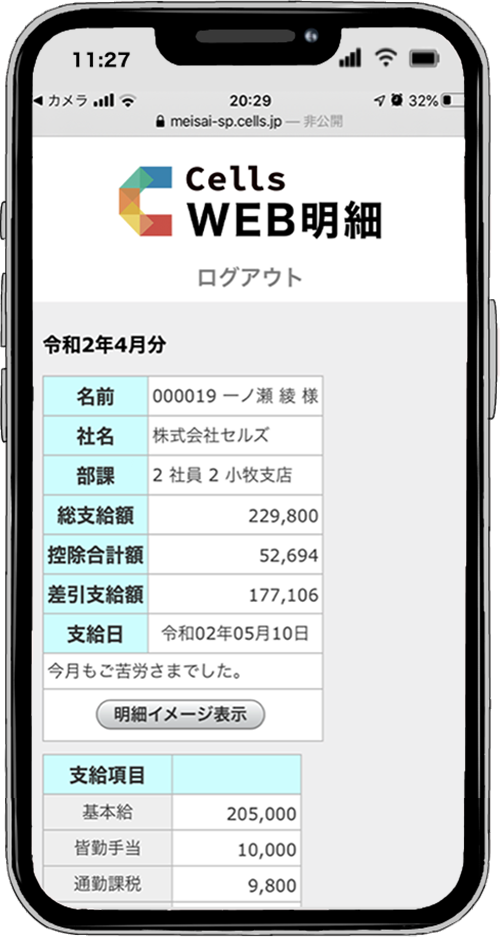 11:27
カメラ 20:29 32%
meisai-sp.cells.jp — 非公開
Cells
WEB明細
ログアウト
令和2年4月分
名前 000019 一ノ瀬 綾 様
社名 株式会社セルズ
部課 2 社員 2 小牧支店
総支給額 229,800
控除合計額 52,694
差引支給額 177,106
支給日 令和02年05月10日
今月もご苦労さまでした。
明細イメージ表示
支給項目
基本給 205,000
皆勤手当 10,000
通勤課税 9,800